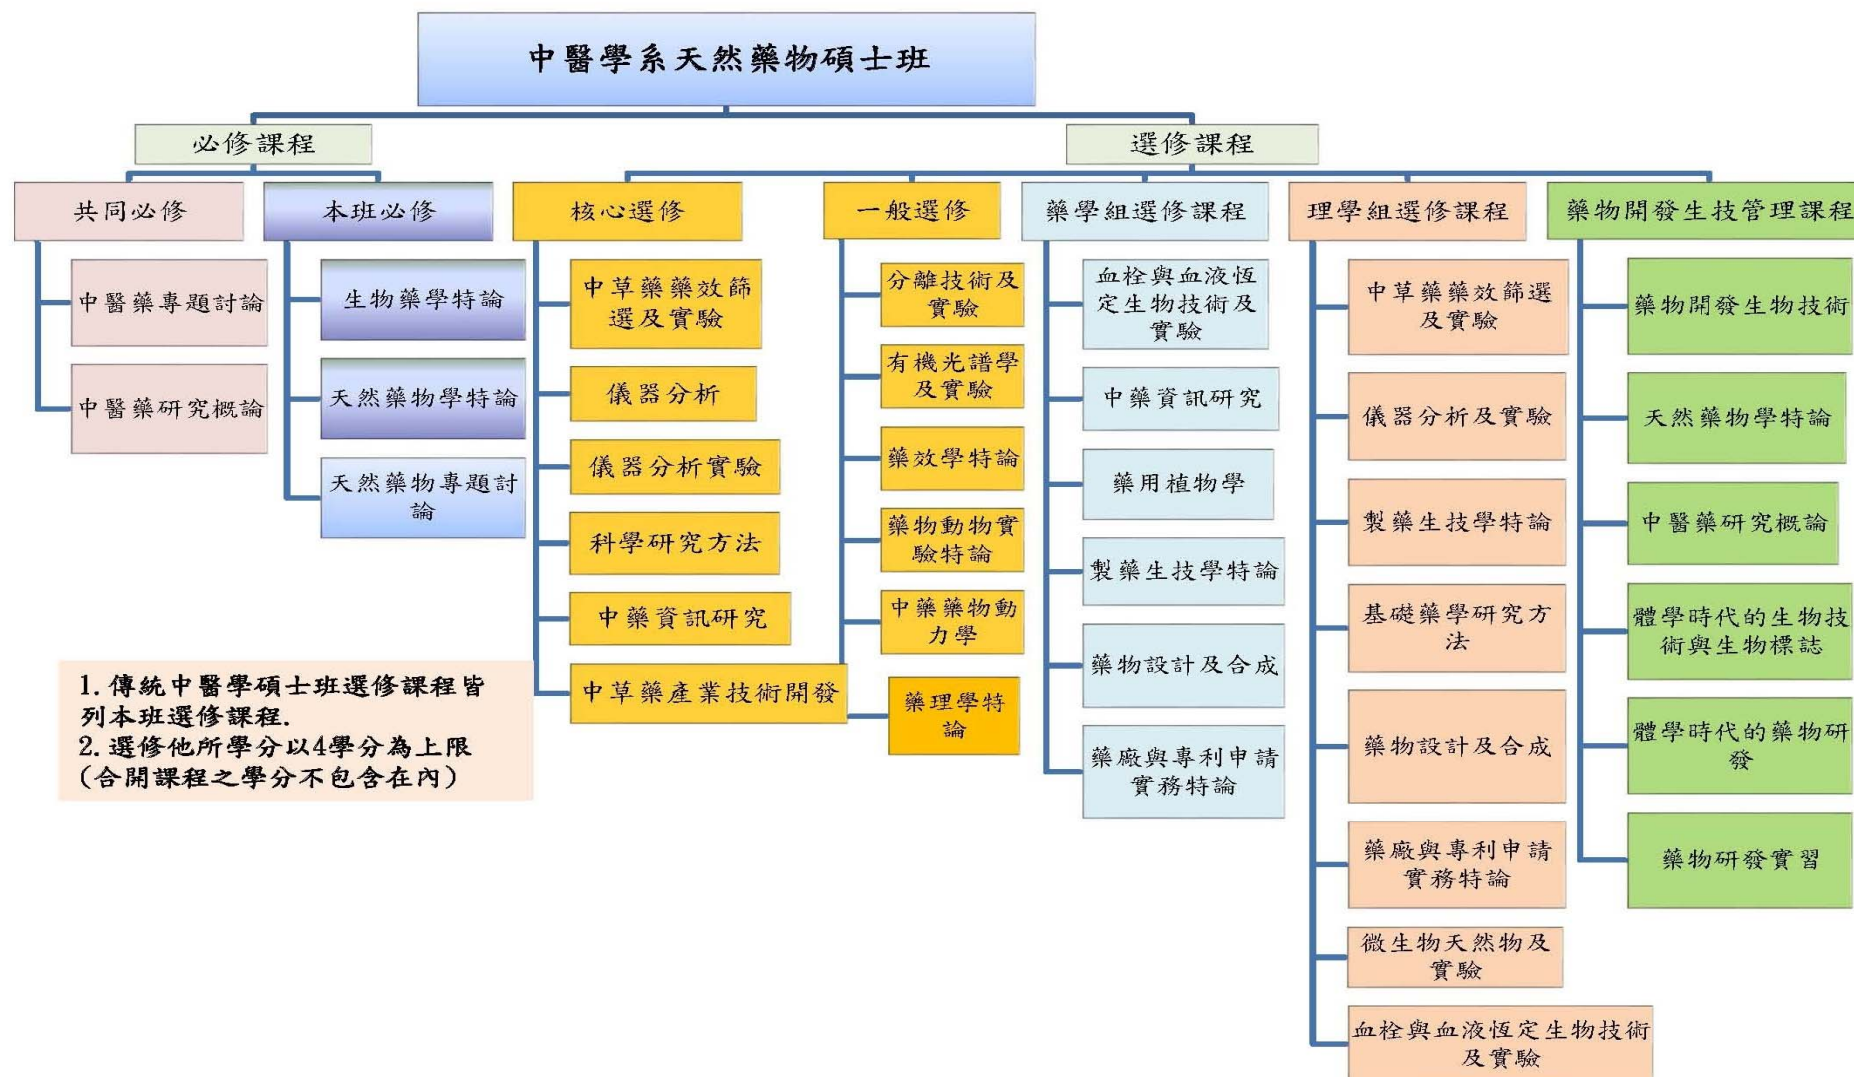 中醫學系天然藥物碩士班
必修課程
選修課程
共同必修
本班必修
核心選修
一般選修
藥學組選修課程
理學組選修課程
藥物開發生技管理課程
中醫藥專題討論
中醫藥研究概論
生物藥學特論
天然藥物學特論
天然藥物專題討
論
中草藥藥效篩
選及實驗
儀器分析
儀器分析實驗
科學研究方法
中藥資訊研究
中草藥產業技術開發
分離技術及
實驗
有機光譜學
及實驗
藥效學特論
藥物動物實
驗特論
中藥藥物動
力學
藥理學特
論
血栓與血液恆
定生物技術及
實驗
中藥資訊研究
藥用植物學
製藥生技學特論
藥物設計及合成
藥廠與專利申請
實務特論
中草藥藥效篩選
及實驗
儀器分析及實驗
製藥生技學特論
基礎藥學研究方
法
藥物設計及合成
藥廠與專利申請
實務特論
微生物天然物及
實驗
血栓與血液恆定生物技術
及實驗
藥物開發生物技術
天然藥物學特論
中醫藥研究概論
體學時代的生物技
術與生物標誌
體學時代的藥物研
發
藥物研發實習
1.傳統中醫學碩士班選修課程皆
列本班選修課程.
2.選修他所學分以4學分為上限
(合開課程之學分不包含在內)